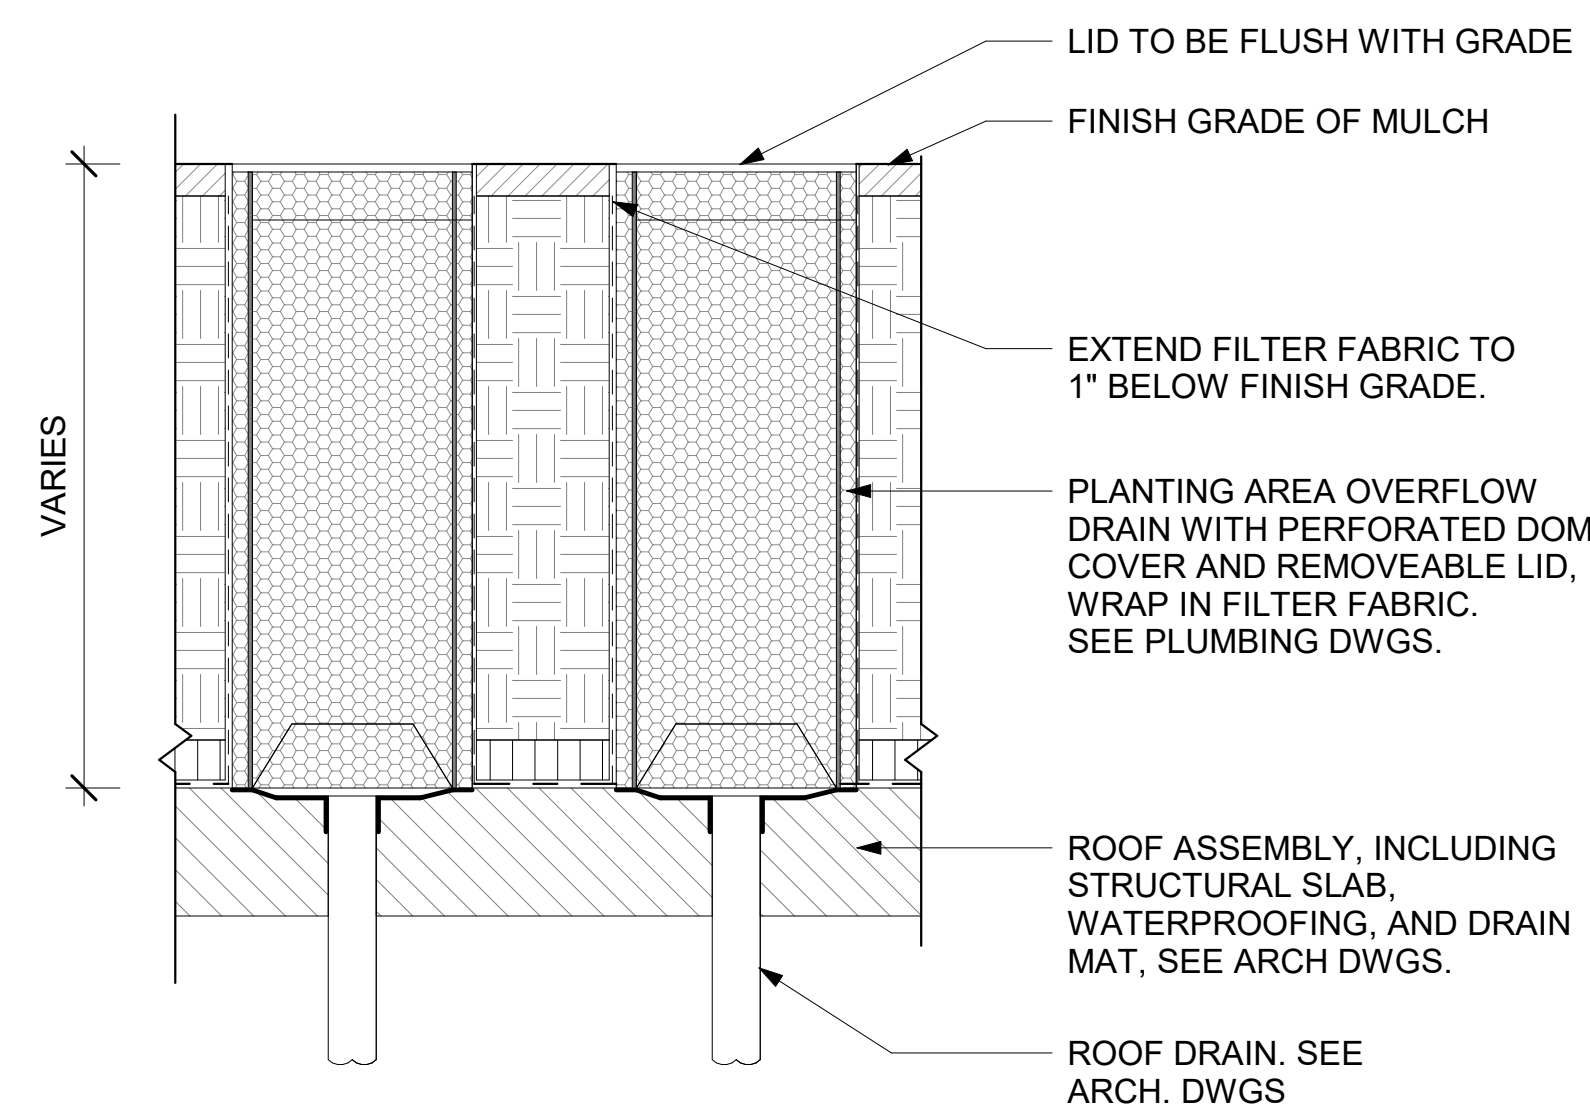 LID TO BE FLUSH WITH GRADE
FINISH GRADE OF MULCH
EXTEND FILTER FABRIC TO
1" BELOW FINISH GRADE.
VARIES
PLANTING AREA OVERFLOW
DRAIN WITH PERFORATED DOM
COVER AND REMOVEABLE LID,
WRAP IN FILTER FABRIC.
SEE PLUMBING DWGS.
ROOF ASSEMBLY, INCLUDING
STRUCTURAL SLAB,
WATERPROOFING, AND DRAIN
MAT, SEE ARCH DWGS.
ROOF DRAIN. SEE
ARCH. DWGS